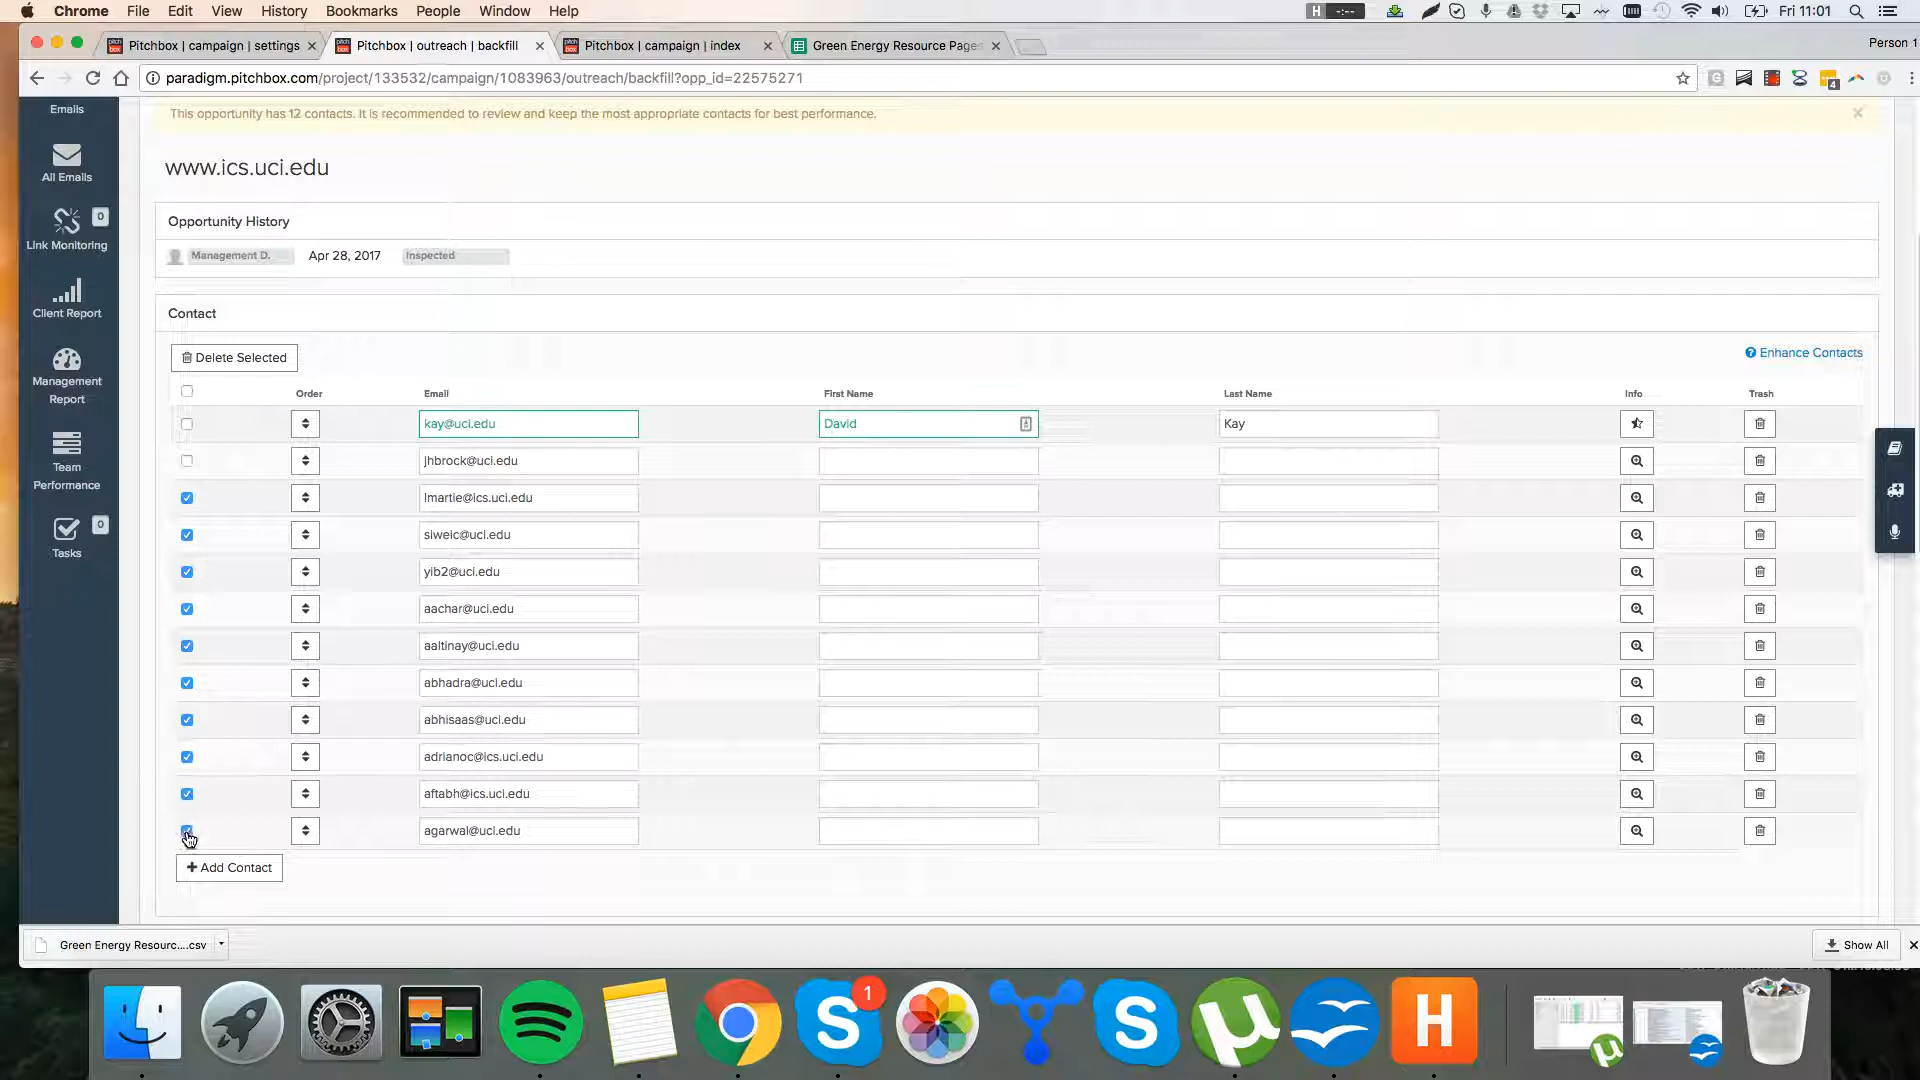 Chrome File Edit View History Bookmarks People Window Help
H -:-- Fri 11:01
Pitchbox | campaign | settings
Pitchbox | outreach | backfill
Pitchbox | campaign | index
Green Energy Resource Page
Person 1
paradigm.pitchbox.com/project/133532/campaign/1083963/outreach/backfill?opp_id=22575271
4
Emails
All Emails
0
Link Monitoring
Client Report
Management
Report
Team
Performance
0
Tasks
This opportunity has 12 contacts. It is recommended to review and keep the most appropriate contacts for best performance.
www.ics.uci.edu
Opportunity History
Management D. Apr 28, 2017 Inspected
Contact
Delete Selected
Enhance Contacts
Order Email First Name Last Name Info Trash
kay@uci.edu David Kay
jhbrock@uci.edu
lmartie@ics.uci.edu
siweic@uci.edu
yib2@uci.edu
aachar@uci.edu
aaltinay@uci.edu
abhadra@uci.edu
abhisaas@uci.edu
adrianoc@ics.uci.edu
aftabh@ics.uci.edu
agarwal@uci.edu
+ Add Contact
Green Energy Resourc....csv
Show All
1
S
S
H